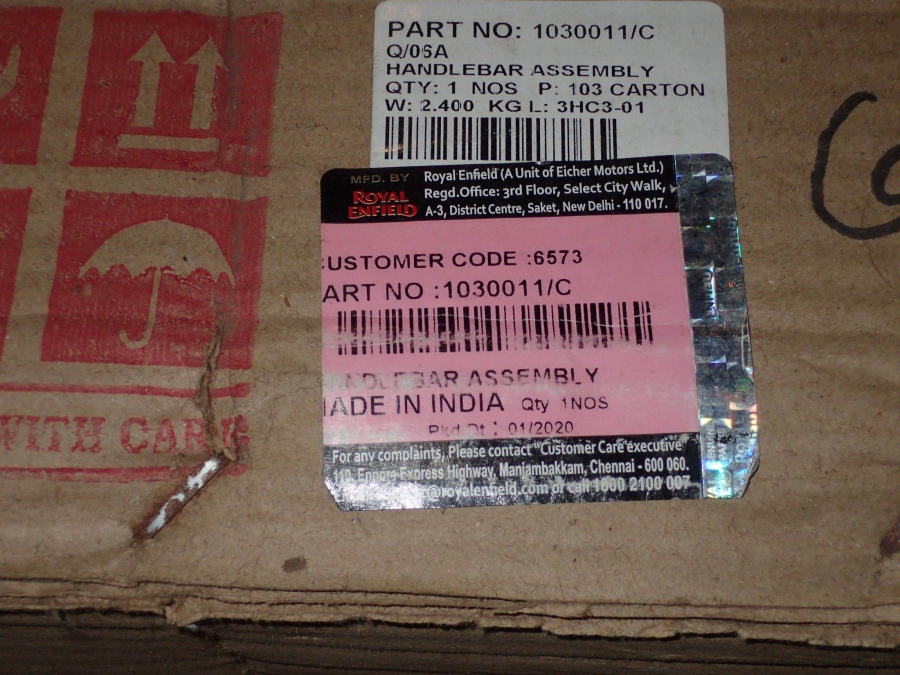 PART NO: 1030011/C
Q/06A
HANDLEBAR ASSEMBLY
QTY: 1 NOS P: 103 CARTON
W: 2.400 KG L: 3HC3-01
MFD. BY
ROYAL
ENFIELD
Royal Enfield (A Unit of Eicher Motors Ltd.)
Regd.Office: 3rd Floor, Select City Walk,
A-3, District Centre, Saket, New Delhi - 110 017.
USTOMER CODE :6573
ART NO :1030011/C
NDLEBAR ASSEMBLY
ADE IN INDIA Qty 1NOS
Pkd Dt : 01/2020
For any complaints, Please contact "Customer Care executive"
110, Ennore Express Highway, Manjambakkam, Chennai - 600 060.
@royalenfield.com or call 1800 2100 007
WITH CARE